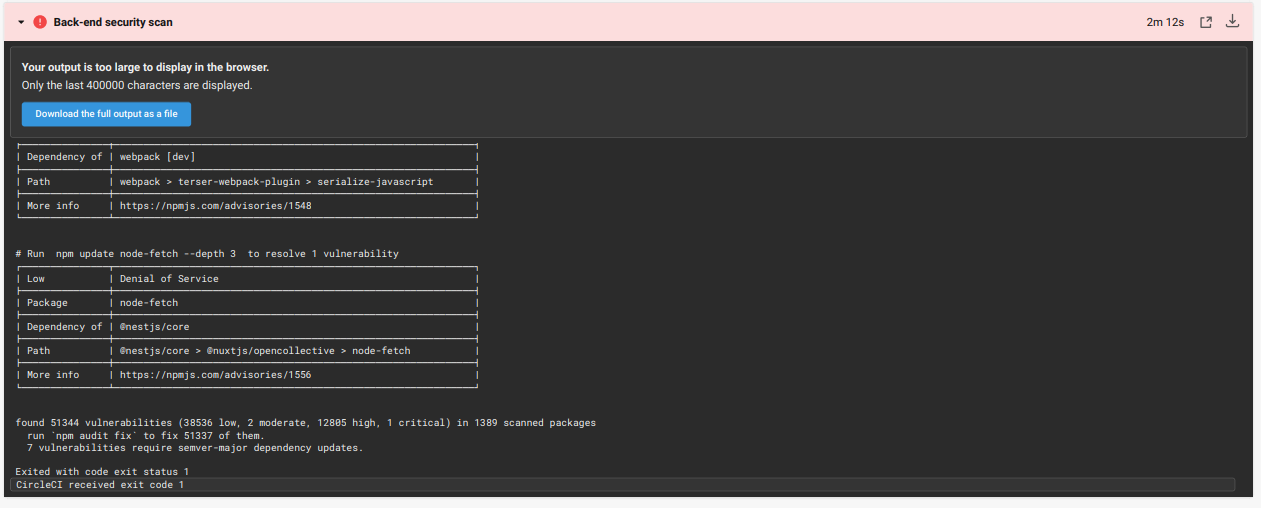 Back-end security scan 2m 12s
Your output is too large to display in the browser.
Only the last 400000 characters are displayed.
Download the full output as a file
| Dependency of | webpack [dev] |
| Path | webpack > terser-webpack-plugin > serialize-javascript |
| More info | https://npmjs.com/advisories/1548 |
# Run  npm update node-fetch --depth 3  to resolve 1 vulnerability
| Low | Denial of Service |
| Package | node-fetch |
| Dependency of | @nestjs/core |
| Path | @nestjs/core > @nuxtjs/opencollective > node-fetch |
| More info | https://npmjs.com/advisories/1556 |
found 51344 vulnerabilities (38536 low, 2 moderate, 12805 high, 1 critical) in 1389 scanned packages
run `npm audit fix` to fix 51337 of them.
7 vulnerabilities require semver-major dependency updates.
Exited with code exit status 1
CircleCI received exit code 1